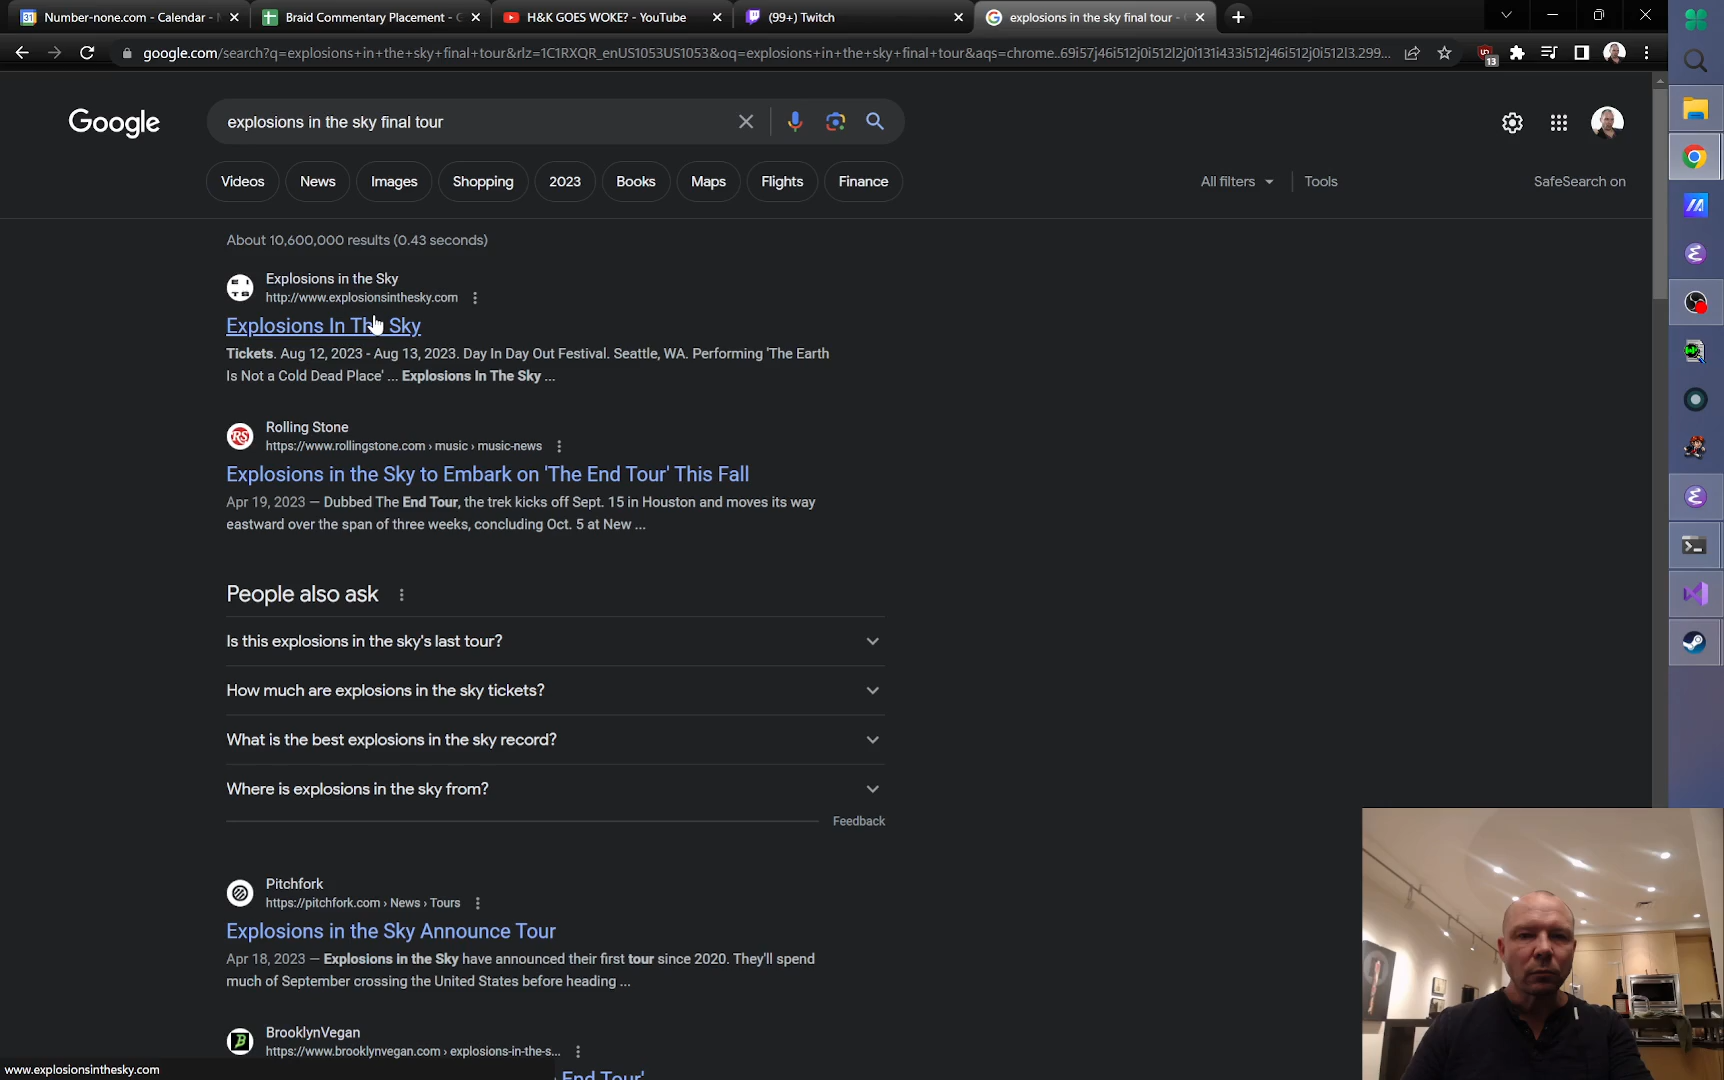 Number-none.com - Calendar -
Braid Commentary Placement - G
H&K GOES WOKE? - YouTube
(99+) Twitch
explosions in the sky final tour -
google.com/search?q=explosions+in+the+sky+final+tour&rlz=1C1RXQR_enUS1053US1053&oq=explosions+in+the+sky+final+tour&aqs=chrome..69i57j46i512j0i512l2j0i131i433i512j46i512j0i512l3.299...
13
Google
explosions in the sky final tour
Videos
News
Images
Shopping
2023
Books
Maps
Flights
Finance
All filters
Tools
SafeSearch on
About 10,600,000 results (0.43 seconds)
Explosions in the Sky
http://www.explosionsinthesky.com
Explosions In The Sky
Tickets. Aug 12, 2023 - Aug 13, 2023. Day In Day Out Festival. Seattle, WA. Performing 'The Earth
Is Not a Cold Dead Place' ... Explosions In The Sky ...
RS
Rolling Stone
https://www.rollingstone.com › music › music-news
Explosions in the Sky to Embark on 'The End Tour' This Fall
Apr 19, 2023 — Dubbed The End Tour, the trek kicks off Sept. 15 in Houston and moves its way
eastward over the span of three weeks, concluding Oct. 5 at New ...
People also ask
Is this explosions in the sky's last tour?
How much are explosions in the sky tickets?
What is the best explosions in the sky record?
Where is explosions in the sky from?
Feedback
Pitchfork
https://pitchfork.com › News › Tours
Explosions in the Sky Announce Tour
Apr 18, 2023 — Explosions in the Sky have announced their first tour since 2020. They'll spend
much of September crossing the United States before heading ...
BrooklynVegan
https://www.brooklynvegan.com › explosions-in-the-s...
End Tour'
www.explosionsinthesky.com